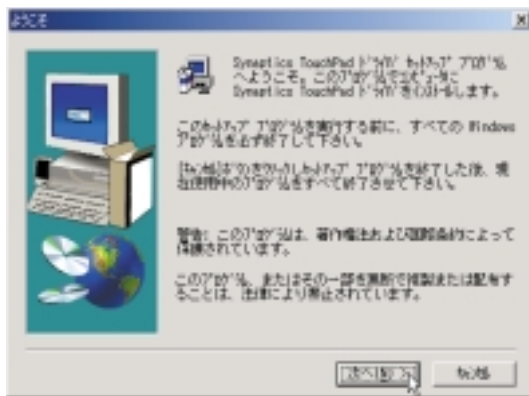 ようこそ
Synaptics TouchPad ﾄﾞﾗｲﾊﾞ ｾｯﾄｱｯﾌﾟ ﾌﾟﾛｸﾞﾗﾑ
へようこそ。このﾌﾟﾛｸﾞﾗﾑでｺﾝﾋﾟｭｰﾀに
Synaptics TouchPad ﾄﾞﾗｲﾊﾞをｲﾝｽﾄｰﾙします。
このｾｯﾄｱｯﾌﾟ ﾌﾟﾛｸﾞﾗﾑを実行する前に、すべての Windows
ﾌﾟﾛｸﾞﾗﾑを必ず終了して下さい。
[ｷｬﾝｾﾙ]ﾎﾞﾀﾝをｸﾘｯｸしｾｯﾄｱｯﾌﾟ ﾌﾟﾛｸﾞﾗﾑを終了した後、現
在使用中のﾌﾟﾛｸﾞﾗﾑをすべて終了させて下さい。
警告: このﾌﾟﾛｸﾞﾗﾑは、著作権法および国際条約によって
保護されています。
このﾌﾟﾛｸﾞﾗﾑ、またはその一部を無断で複製または配布す
ることは、法律により禁止されています。
次へ(N) >
ｷｬﾝｾﾙ